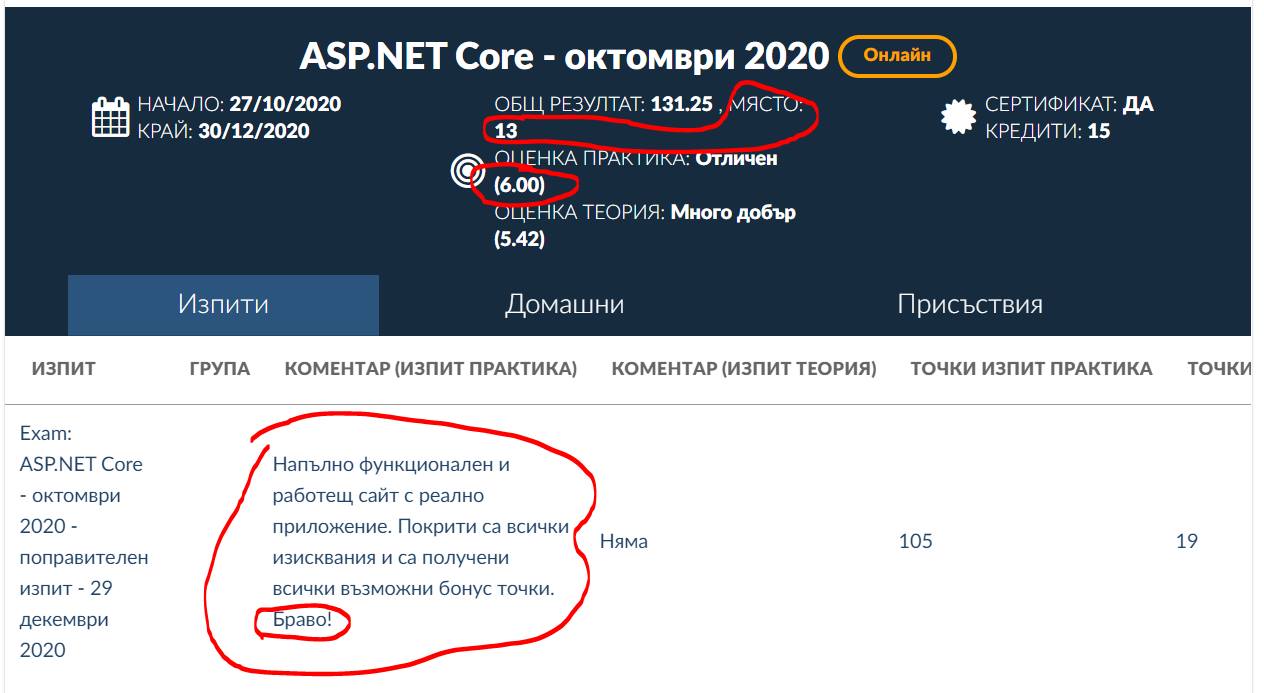 ASP.NET Core - октомври 2020 Онлайн
НАЧАЛО: 27/10/2020
КРАЙ: 30/12/2020
ОБЩ РЕЗУЛТАТ: 131.25 , МЯСТО:
13
ОЦЕНКА ПРАКТИКА: Отличен
(6.00)
ОЦЕНКА ТЕОРИЯ: Много добър
(5.42)
СЕРТИФИКАТ: ДА
КРЕДИТИ: 15
Изпити Домашни Присъствия
ИЗПИТ ГРУПА КОМЕНТАР (ИЗПИТ ПРАКТИКА) КОМЕНТАР (ИЗПИТ ТЕОРИЯ) ТОЧКИ ИЗПИТ ПРАКТИКА ТОЧКИ
Exam:
ASP.NET Core
- октомври
2020 -
поправителен
изпит - 29
декември
2020
Напълно функционален и
работещ сайт с реално
приложение. Покрити са всички
изисквания и са получени
всички възможни бонус точки.
Браво!
Няма
105
19